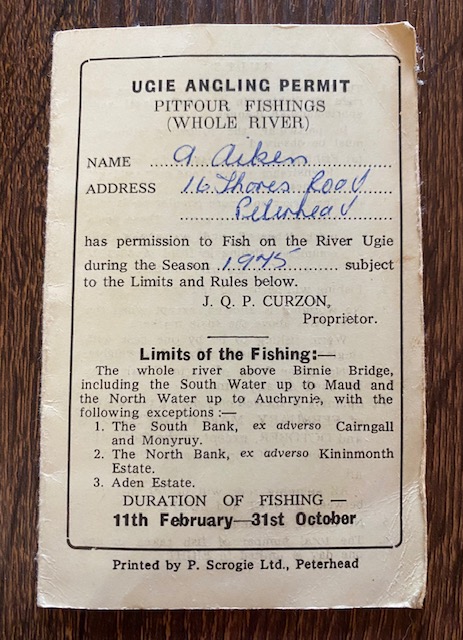 UGIE ANGLING PERMIT
PITFOUR FISHINGS
(WHOLE RIVER)
NAME A Aiken
ADDRESS 16 Thores Road
Peterhead
has permission to Fish on the River Ugie
during the Season 1975 subject
to the Limits and Rules below.
J. Q. P. CURZON,
Proprietor.
Limits of the Fishing:—
The whole river above Birnie Bridge,
including the South Water up to Maud and
the North Water up to Auchrynie, with the
following exceptions :—
1. The South Bank, ex adverso Cairngall
and Monyruy.
2. The North Bank, ex adverso Kininmonth
Estate.
3. Aden Estate.
DURATION OF FISHING —
11th February—31st October
Printed by P. Scrogie Ltd., Peterhead